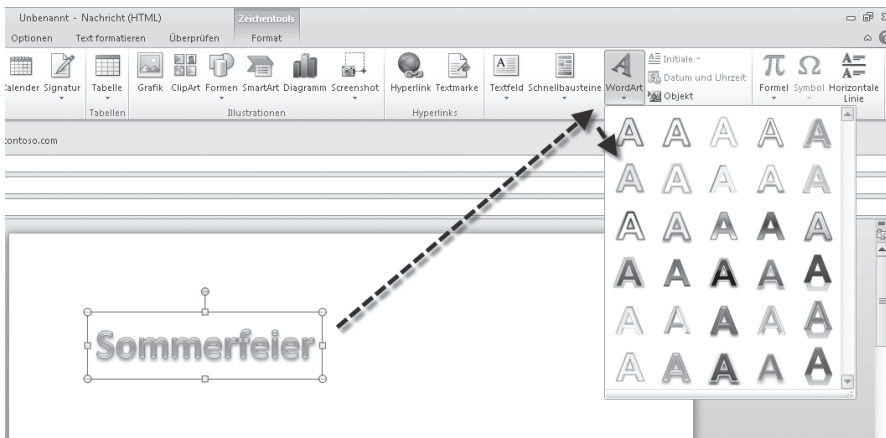 Unbenannt - Nachricht (HTML) Zeichentools
Optionen Text formatieren Überprüfen Format
Kalender Signatur Tabelle Grafik ClipArt Formen SmartArt Diagramm Screenshot Hyperlink Textmarke Textfeld Schnellbausteine WordArt
Initiale
Datum und Uhrzeit
Objekt
Formel Symbol Horizontale Linie
Tabellen Illustrationen Hyperlinks
contoso.com
Sommerfeier
A A A A A
A A A A A
A A A A A
A A A A A
A A A A A
A A A A A